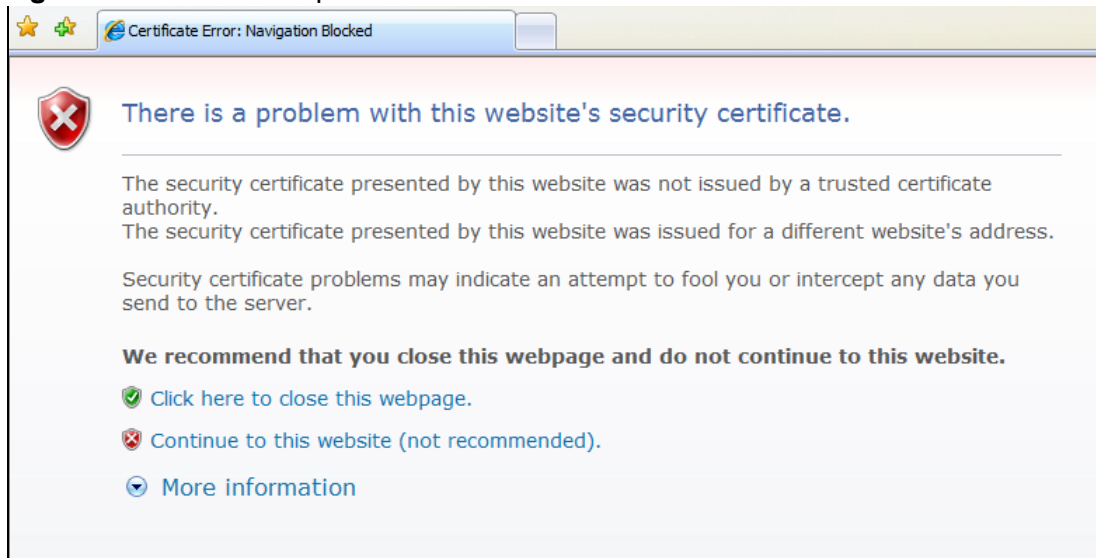 Certificate Error: Navigation Blocked
There is a problem with this website's security certificate.
The security certificate presented by this website was not issued by a trusted certificate
authority.
The security certificate presented by this website was issued for a different website's address.
Security certificate problems may indicate an attempt to fool you or intercept any data you
send to the server.
We recommend that you close this webpage and do not continue to this website.
Click here to close this webpage.
Continue to this website (not recommended).
More information